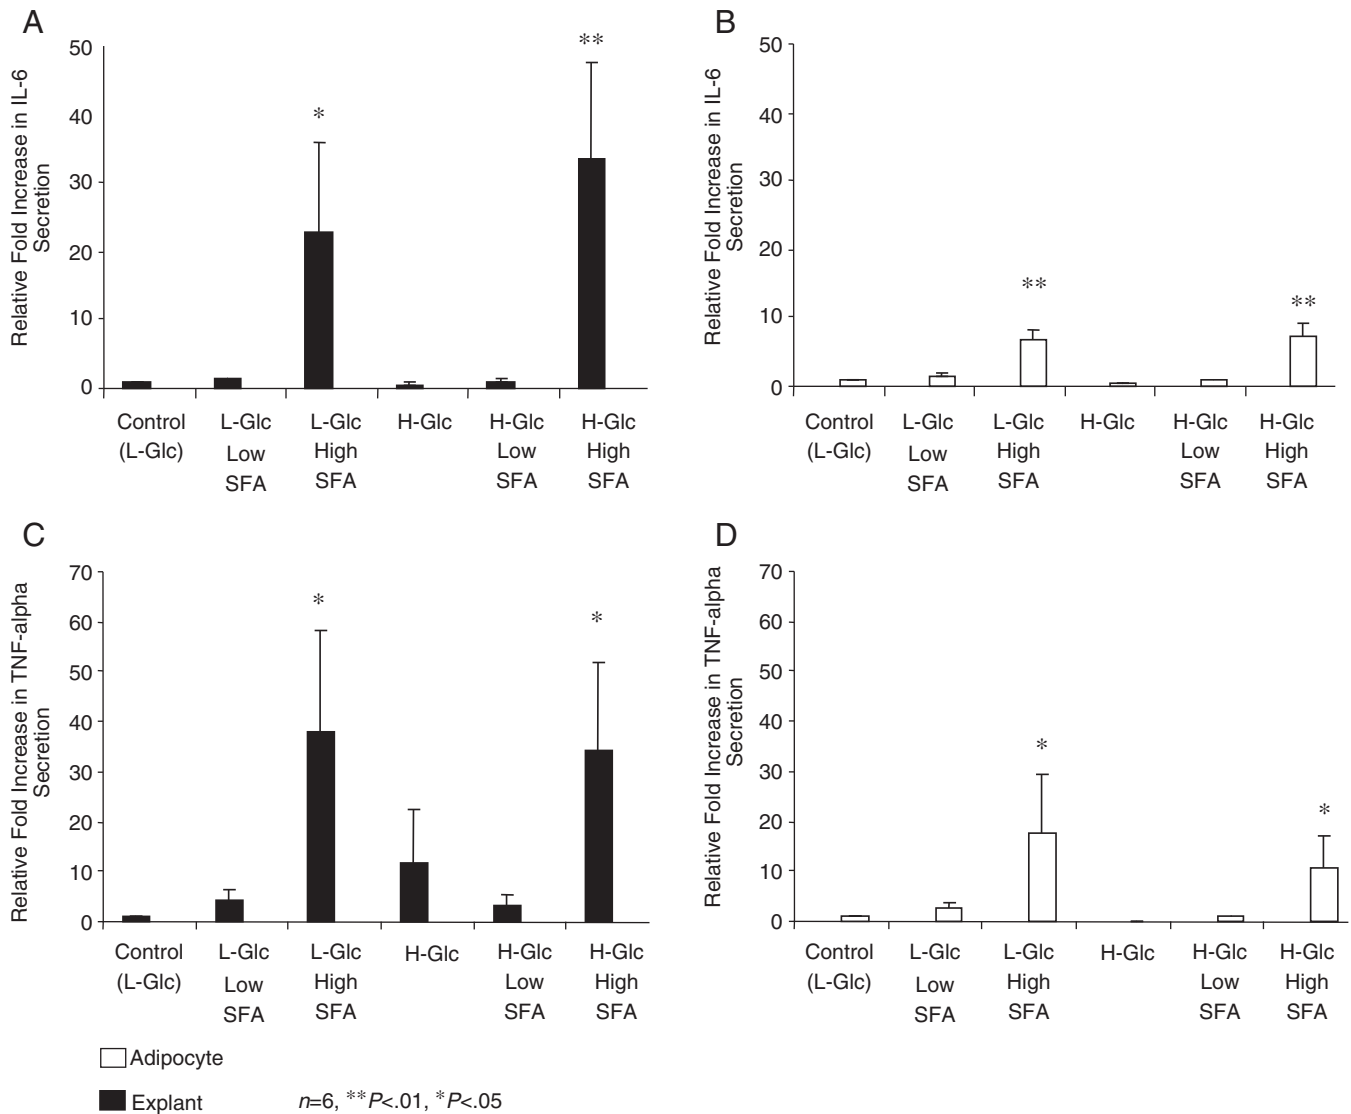 A
Relative Fold Increase in IL-6
Secretion
50
40
30
20
10
0
*
**
Control
(L-Glc)
L-Glc
Low
SFA
L-Glc
High
SFA
H-Glc
H-Glc
Low
SFA
H-Glc
High
SFA
B
Relative Fold Increase in IL-6
Secretion
50
40
30
20
10
0
**
**
Control
(L-Glc)
L-Glc
Low
SFA
L-Glc
High
SFA
H-Glc
H-Glc
Low
SFA
H-Glc
High
SFA
C
Relative Fold Increase in TNF-alpha
Secretion
70
60
50
40
30
20
10
0
*
*
Control
(L-Glc)
L-Glc
Low
SFA
L-Glc
High
SFA
H-Glc
H-Glc
Low
SFA
H-Glc
High
SFA
D
Relative Fold Increase in TNF-alpha
Secretion
70
60
50
40
30
20
10
0
*
*
Control
(L-Glc)
L-Glc
Low
SFA
L-Glc
High
SFA
H-Glc
H-Glc
Low
SFA
H-Glc
High
SFA
Adipocyte
Explant
n=6, **P<.01, *P<.05